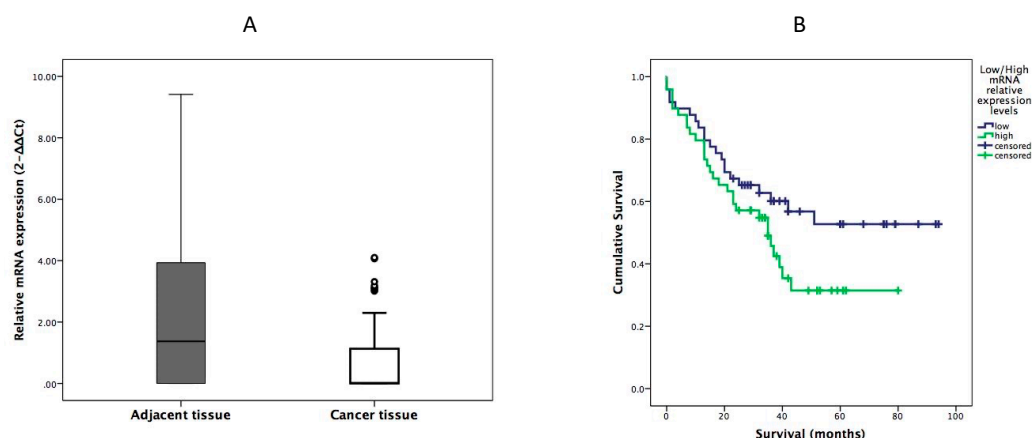 A
B
Relative mRNA expression (2-ΔΔCt)
10.00
8.00
6.00
4.00
2.00
.00
Adjacent tissue
Cancer tissue
Cumulative Survival
1.0
0.8
0.6
0.4
0.2
0.0
0
20
40
60
80
100
Survival (months)
Low/High
mRNA
relative
expression
levels
low
high
censored
censored